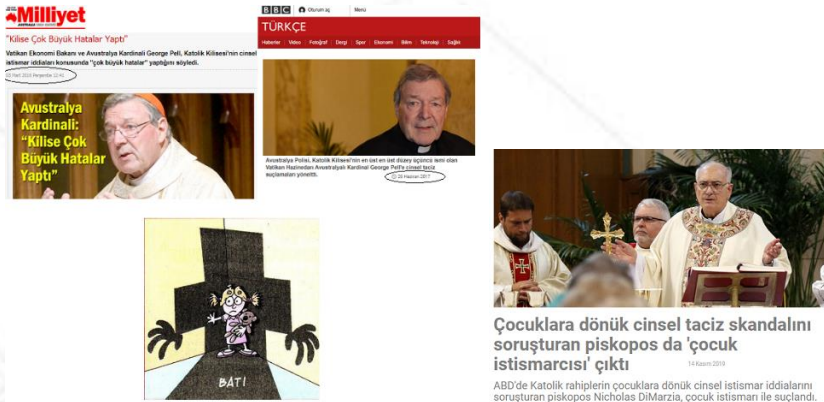 Milliyet
"Kilise Çok Büyük Hatalar Yaptı"
Vatikan Ekonomi Bakanı ve Avustralya Kardinali George Pell, Katolik Kilisesi'nin cinsel
istismar iddiaları konusunda "çok büyük hatalar" yaptığını söyledi.
Avustralya
Kardinali:
"Kilise Çok
Büyük Hatalar
Yaptı"
BBC Oturum aç Menü
TÜRKÇE
Haberler Video Fotoğraf Dergi Spor Ekonomi Bilim Teknoloji Sağlık
Avustralya Polisi, Katolik Kilisesi'nin en üst en üst düzey üçüncü ismi olan
Vatikan Hazinedarı Avustralyalı Kardinal George Pell'e cinsel taciz
suçlamaları yöneltti.
29 Haziran 2017
BATI
Çocuklara dönük cinsel taciz skandalını
soruşturan piskopos da 'çocuk
istismarcısı' çıktı
14 Kasım 2019
ABD'de Katolik rahiplerin çocuklara dönük cinsel istismar iddialarını
soruşturan piskopos Nicholas DiMarzia, çocuk istismarı ile suçlandı.